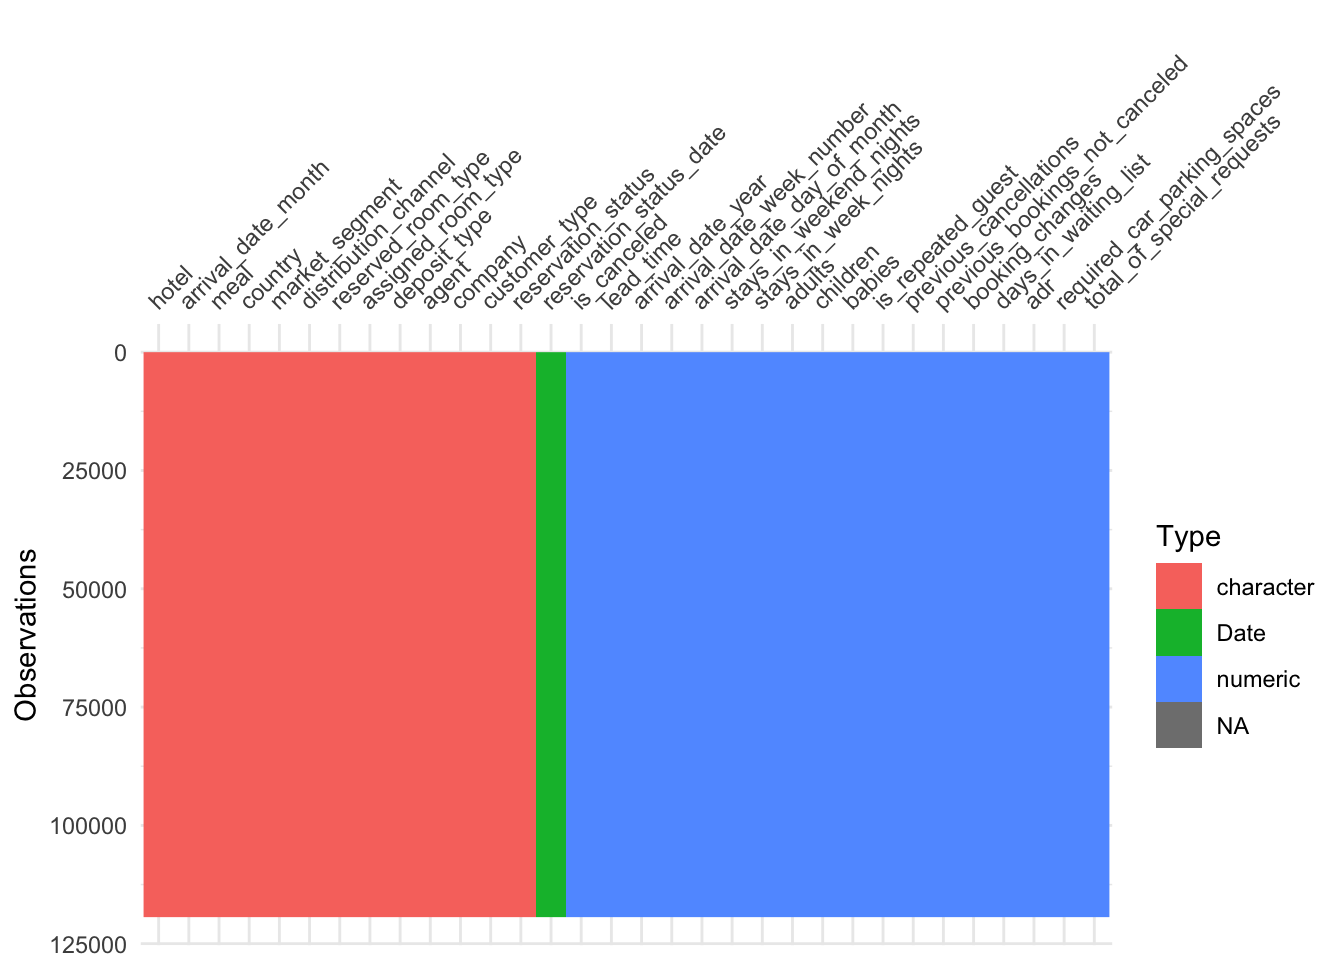 hotel
arrival_date_month
meal
country
market_segment
distribution_channel
reserved_room_type
assigned_room_type
deposit_type
agent
company
customer_type
reservation_status
reservation_status_date
is_canceled
lead_time
arrival_date_year
arrival_date_week_number
arrival_date_day_of_month
stays_in_weekend_nights
stays_in_week_nights
adults
children
babies
is_repeated_guest
previous_cancellations
previous_bookings_not_canceled
booking_changes
days_in_waiting_list
adr
required_car_parking_spaces
total_of_special_requests
0
25000
50000
75000
100000
125000
Observations
Type
character
Date
numeric
NA